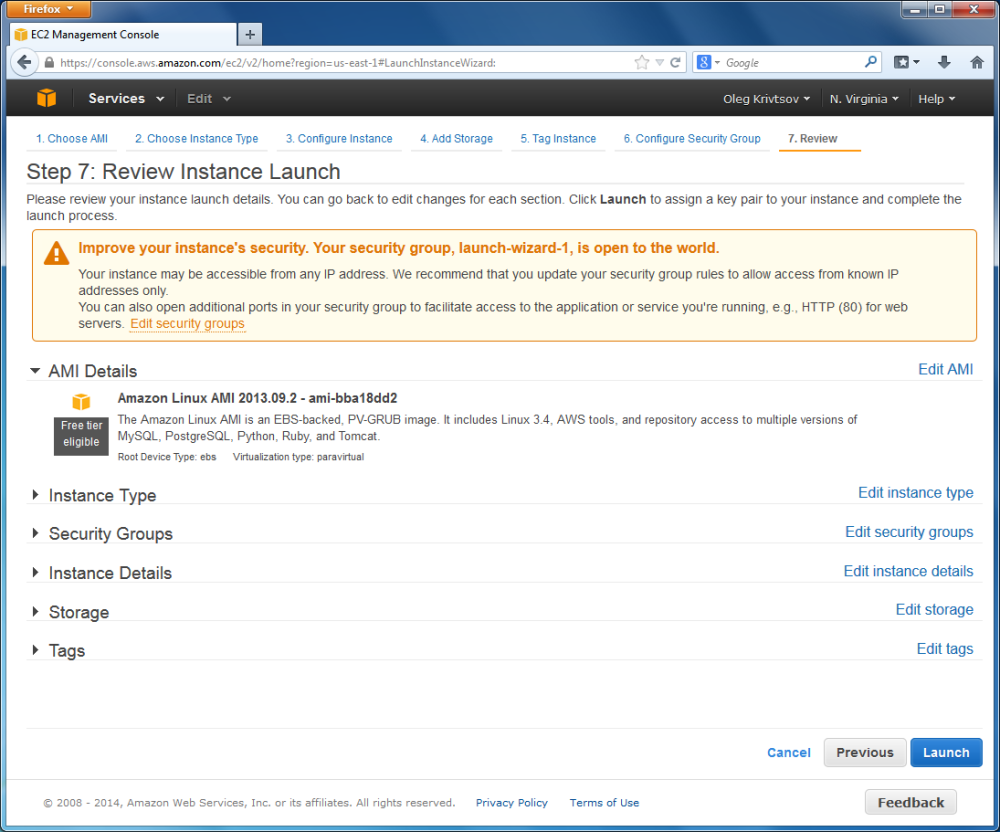 Firefox
EC2 Management Console
https://console.aws.amazon.com/ec2/v2/home?region=us-east-1#LaunchInstanceWizard:
Google
Services
Edit
Oleg Krivtsov
N. Virginia
Help
1. Choose AMI
2. Choose Instance Type
3. Configure Instance
4. Add Storage
5. Tag Instance
6. Configure Security Group
7. Review
Step 7: Review Instance Launch
Please review your instance launch details. You can go back to edit changes for each section. Click Launch to assign a key pair to your instance and complete the
launch process.
Improve your instance's security. Your security group, launch-wizard-1, is open to the world.
Your instance may be accessible from any IP address. We recommend that you update your security group rules to allow access from known IP
addresses only.
You can also open additional ports in your security group to facilitate access to the application or service you're running, e.g., HTTP (80) for web
servers. Edit security groups
AMI Details
Edit AMI
Free tier
eligible
Amazon Linux AMI 2013.09.2 - ami-bba18dd2
The Amazon Linux AMI is an EBS-backed, PV-GRUB image. It includes Linux 3.4, AWS tools, and repository access to multiple versions of
MySQL, PostgreSQL, Python, Ruby, and Tomcat.
Root Device Type: ebs Virtualization type: paravirtual
Instance Type
Edit instance type
Security Groups
Edit security groups
Instance Details
Edit instance details
Storage
Edit storage
Tags
Edit tags
Cancel
Previous
Launch
© 2008 - 2014, Amazon Web Services, Inc. or its affiliates. All rights reserved.
Privacy Policy
Terms of Use
Feedback